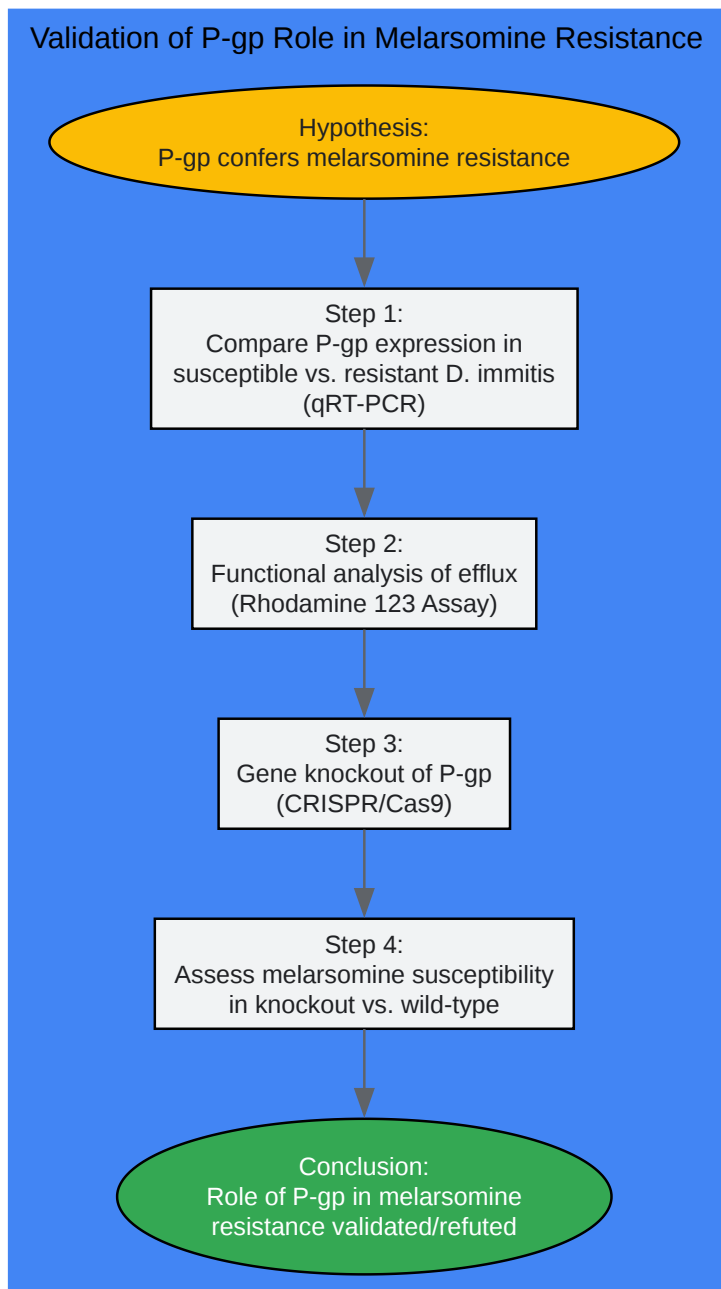 Validation of P-gp Role in Melarsomine Resistance
Hypothesis:
P-gp confers melarsomine resistance
Step 1:
Compare P-gp expression in
susceptible vs. resistant D. immitis
(qRT-PCR)
Step 2:
Functional analysis of efflux
(Rhodamine 123 Assay)
Step 3:
Gene knockout of P-gp
(CRISPR/Cas9)
Step 4:
Assess melarsomine susceptibility
in knockout vs. wild-type
Conclusion:
Role of P-gp in melarsomine
resistance validated/refuted